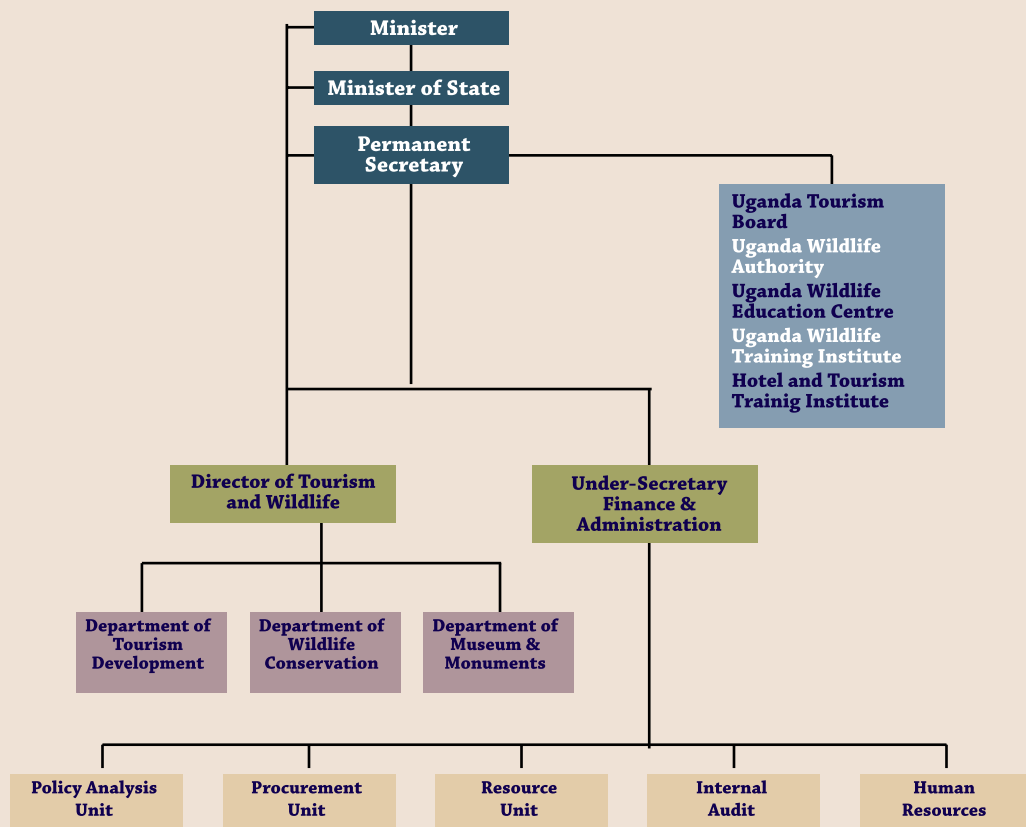 Minister
Minister of State
Permanent
Secretary
Uganda Tourism
Board
Uganda Wildlife
Authority
Uganda Wildlife
Education Centre
Uganda Wildlife
Training Institute
Hotel and Tourism
Trainig Institute
Director of Tourism
and Wildlife
Under-Secretary
Finance &
Administration
Department of
Tourism
Development
Department of
Wildlife
Conservation
Department of
Museum &
Monuments
Policy Analysis
Unit
Procurement
Unit
Resource
Unit
Internal
Audit
Human
Resources